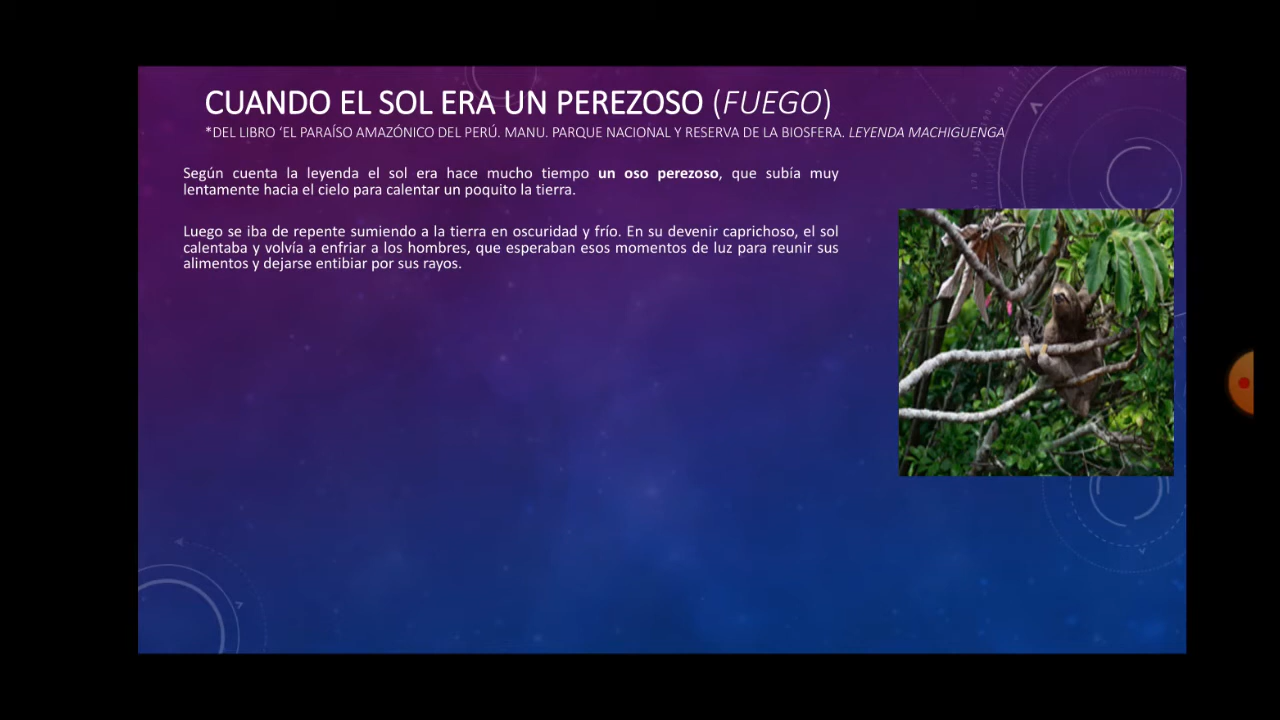 CUANDO EL SOL ERA UN PEREZOSO (FUEGO)
*DEL LIBRO ‘EL PARAÍSO AMAZÓNICO DEL PERÚ. MANU. PARQUE NACIONAL Y RESERVA DE LA BIOSFERA. LEYENDA MACHIGUENGA
Según cuenta la leyenda el sol era hace mucho tiempo un oso perezoso, que subía muy
lentamente hacia el cielo para calentar un poquito la tierra.
Luego se iba de repente sumiendo a la tierra en oscuridad y frío. En su devenir caprichoso, el sol
calentaba y volvía a enfriar a los hombres, que esperaban esos momentos de luz para reunir sus
alimentos y dejarse entibiar por sus rayos.